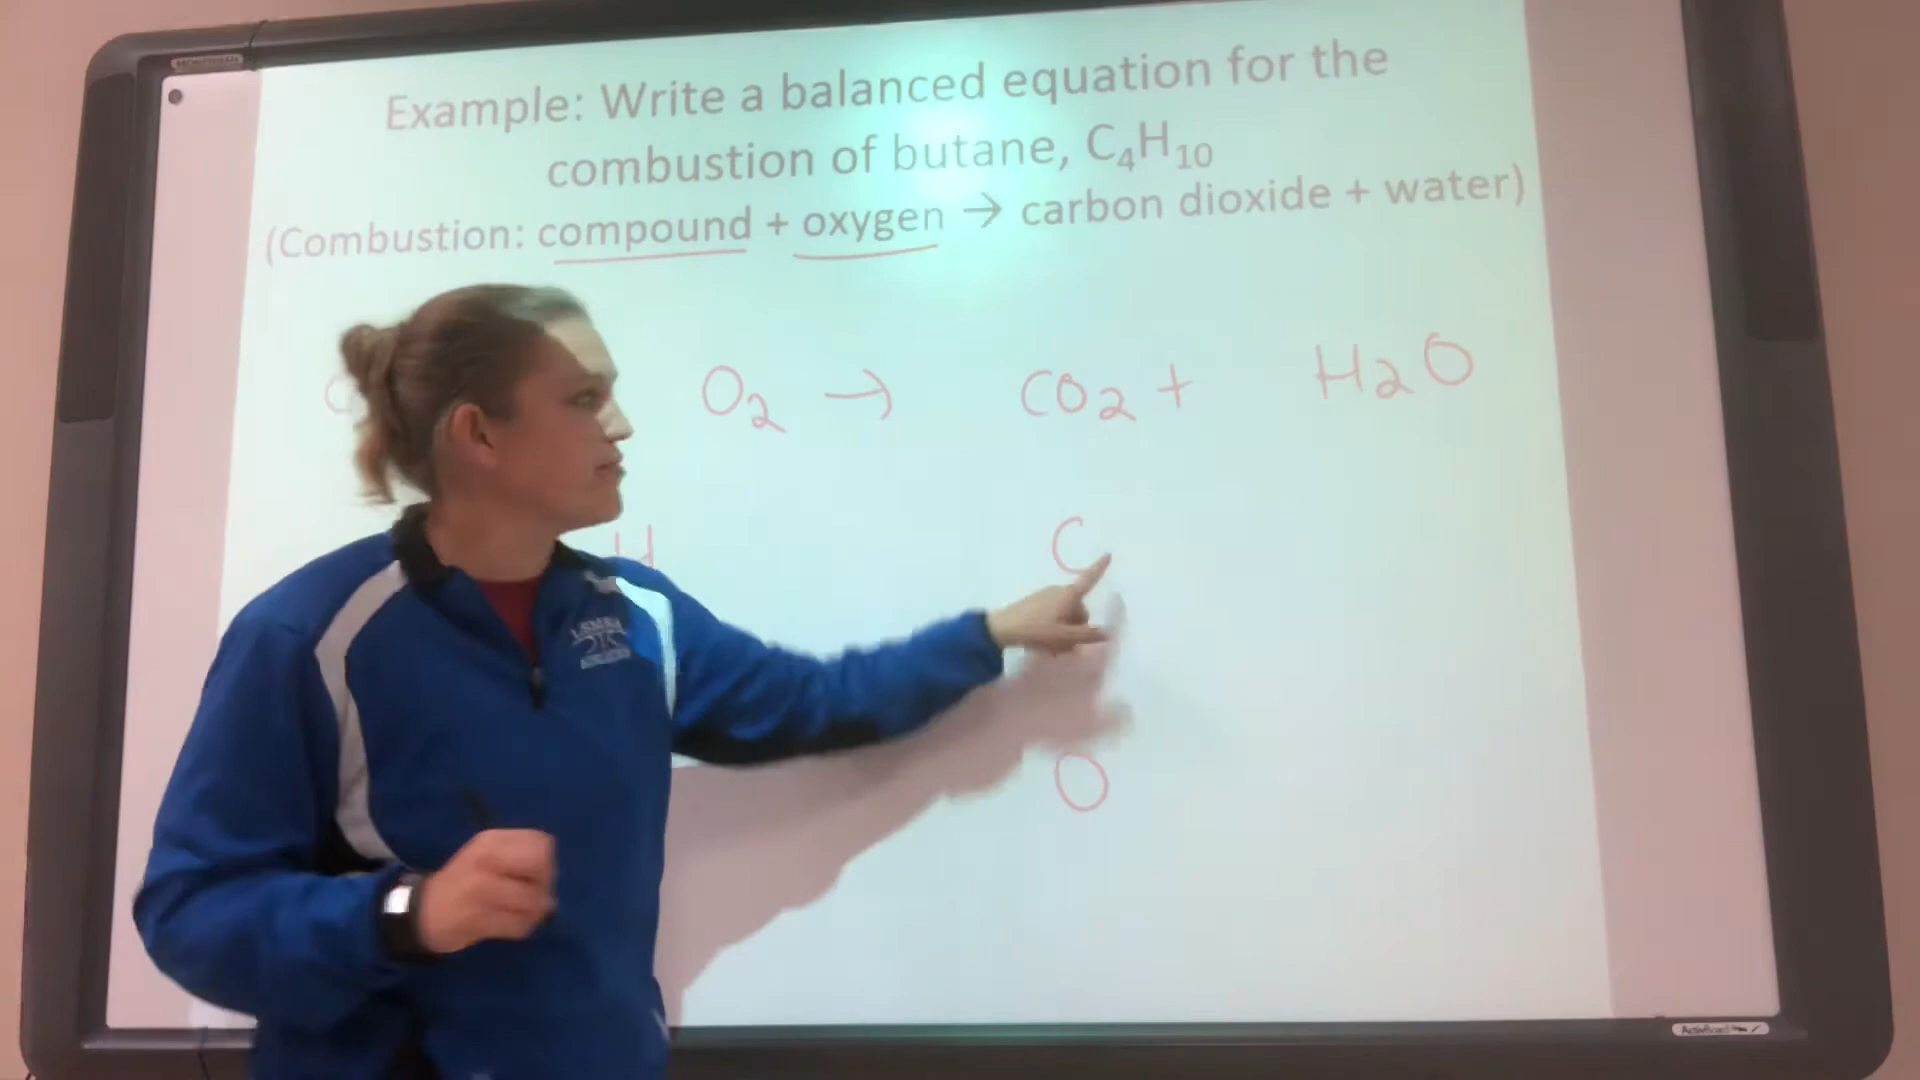 Example: Write a balanced equation for the
combustion of butane, C₄H₁₀
(Combustion: compound + oxygen → carbon dioxide + water)
O₂ → CO₂ + H₂O
H C
O
ActivBoard